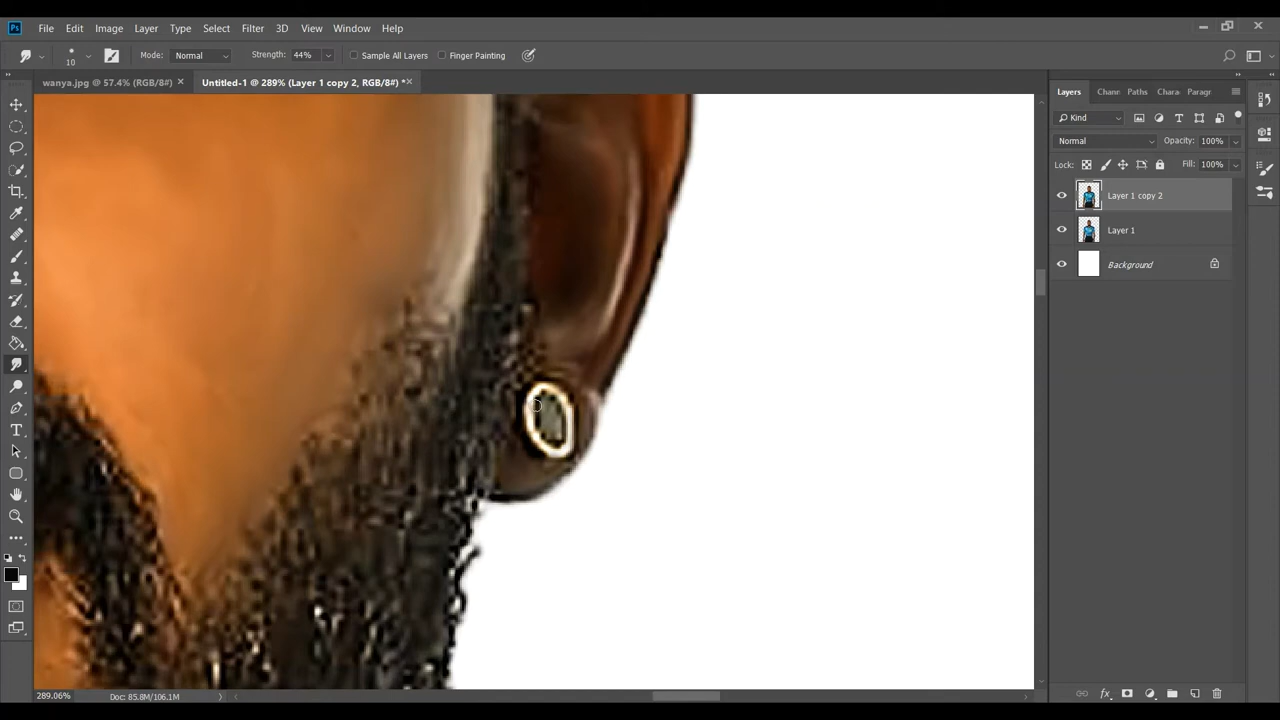 Ps File Edit Image Layer Type Select Filter 3D View Window Help
10 Mode: Normal Strength: 44% Sample All Layers Finger Painting
wanya.jpg @ 57.4% (RGB/8#) × Untitled-1 @ 289% (Layer 1 copy 2, RGB/8#) * ×
Layers Chann Paths Chara Paragr
Kind
Normal Opacity: 100%
Lock: Fill: 100%
Layer 1 copy 2
Layer 1
Background
289.06% Doc: 85.8M/106.1M